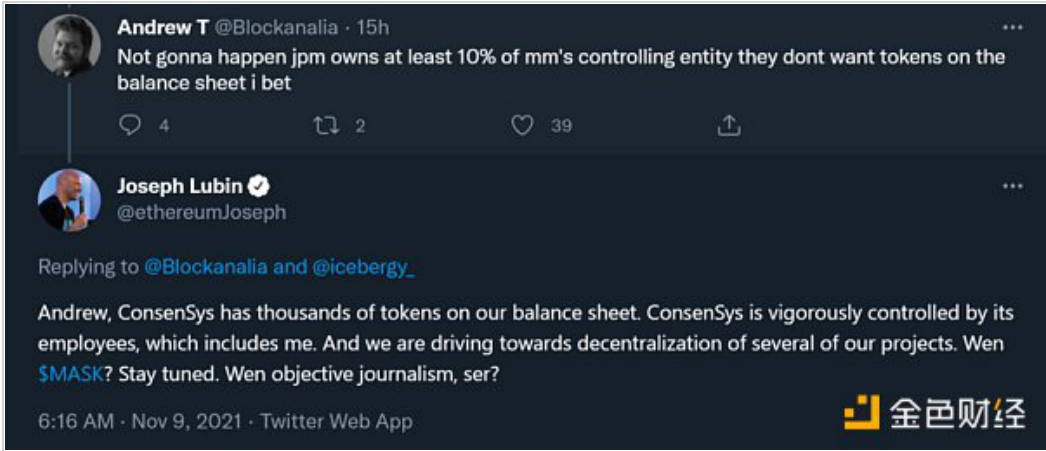 Andrew T @Blockanalia · 15h
Not gonna happen jpm owns at least 10% of mm's controlling entity they dont want tokens on the
balance sheet i bet
4 2 39
Joseph Lubin
@ethereumJoseph
Replying to @Blockanalia and @icebergy_
Andrew, ConsenSys has thousands of tokens on our balance sheet. ConsenSys is vigorously controlled by its
employees, which includes me. And we are driving towards decentralization of several of our projects. Wen
$MASK? Stay tuned. Wen objective journalism, ser?
6:16 AM · Nov 9, 2021 · Twitter Web App
金色财经